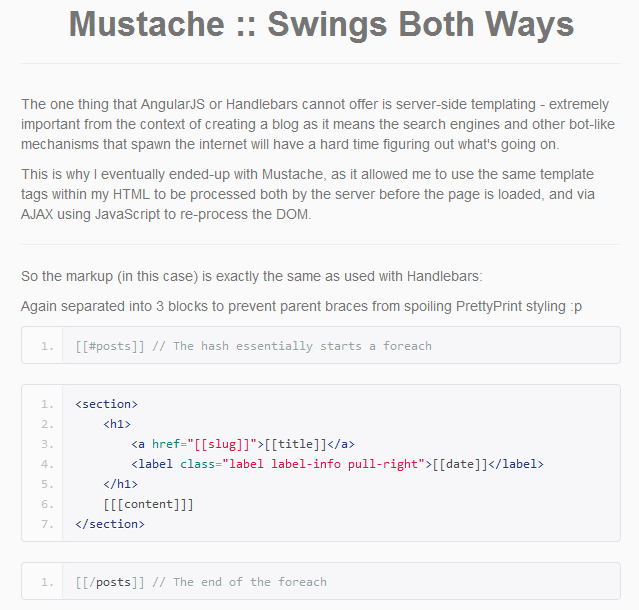 Mustache :: Swings Both Ways
The one thing that AngularJS or Handlebars cannot offer is server-side templating - extremely
important from the context of creating a blog as it means the search engines and other bot-like
mechanisms that spawn the internet will have a hard time figuring out what's going on.
This is why I eventually ended-up with Mustache, as it allowed me to use the same template
tags within my HTML to be processed both by the server before the page is loaded, and via
AJAX using JavaScript to re-process the DOM.
So the markup (in this case) is exactly the same as used with Handlebars:
Again separated into 3 blocks to prevent parent braces from spoiling PrettyPrint styling :p
1. [[#posts]] // The hash essentially starts a foreach
1. <section>
2. <h1>
3. <a href="[[slug]]">[[title]]</a>
4. <label class="label label-info pull-right">[[date]]</label>
5. </h1>
6. [[[content]]]
7. </section>
1. [[/posts]] // The end of the foreach